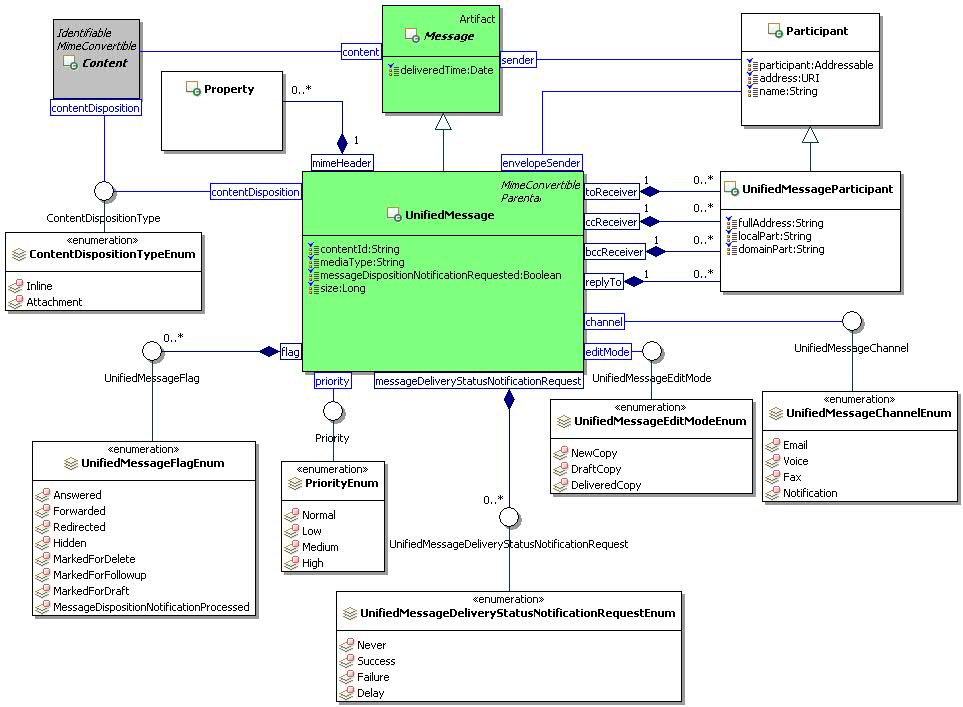 Identifiable
MimeConvertible
Content
contentDisposition
content
Artifact
Message
deliveredTime:Date
sender
Participant
participant:Addressable
address:URI
name:String
Property
0..*
1
mimeHeader
envelopeSender
contentDisposition
ContentDispositionType
«enumeration»
ContentDispositionTypeEnum
Inline
Attachment
MimeConvertible
Parental
UnifiedMessage
contentId:String
mediaType:String
messageDispositionNotificationRequested:Boolean
size:Long
toReceiver
1
0..*
ccReceiver
1
0..*
bccReceiver
1
0..*
replyTo
1
0..*
UnifiedMessageParticipant
fullAddress:String
localPart:String
domainPart:String
channel
UnifiedMessageChannel
editMode
UnifiedMessageEditMode
flag
0..*
UnifiedMessageFlag
priority
Priority
messageDeliveryStatusNotificationRequest
0..*
UnifiedMessageDeliveryStatusNotificationRequest
«enumeration»
UnifiedMessageFlagEnum
Answered
Forwarded
Redirected
Hidden
MarkedForDelete
MarkedForFollowup
MarkedForDraft
MessageDispositionNotificationProcessed
«enumeration»
PriorityEnum
Normal
Low
Medium
High
«enumeration»
UnifiedMessageEditModeEnum
NewCopy
DraftCopy
DeliveredCopy
«enumeration»
UnifiedMessageChannelEnum
Email
Voice
Fax
Notification
«enumeration»
UnifiedMessageDeliveryStatusNotificationRequestEnum
Never
Success
Failure
Delay